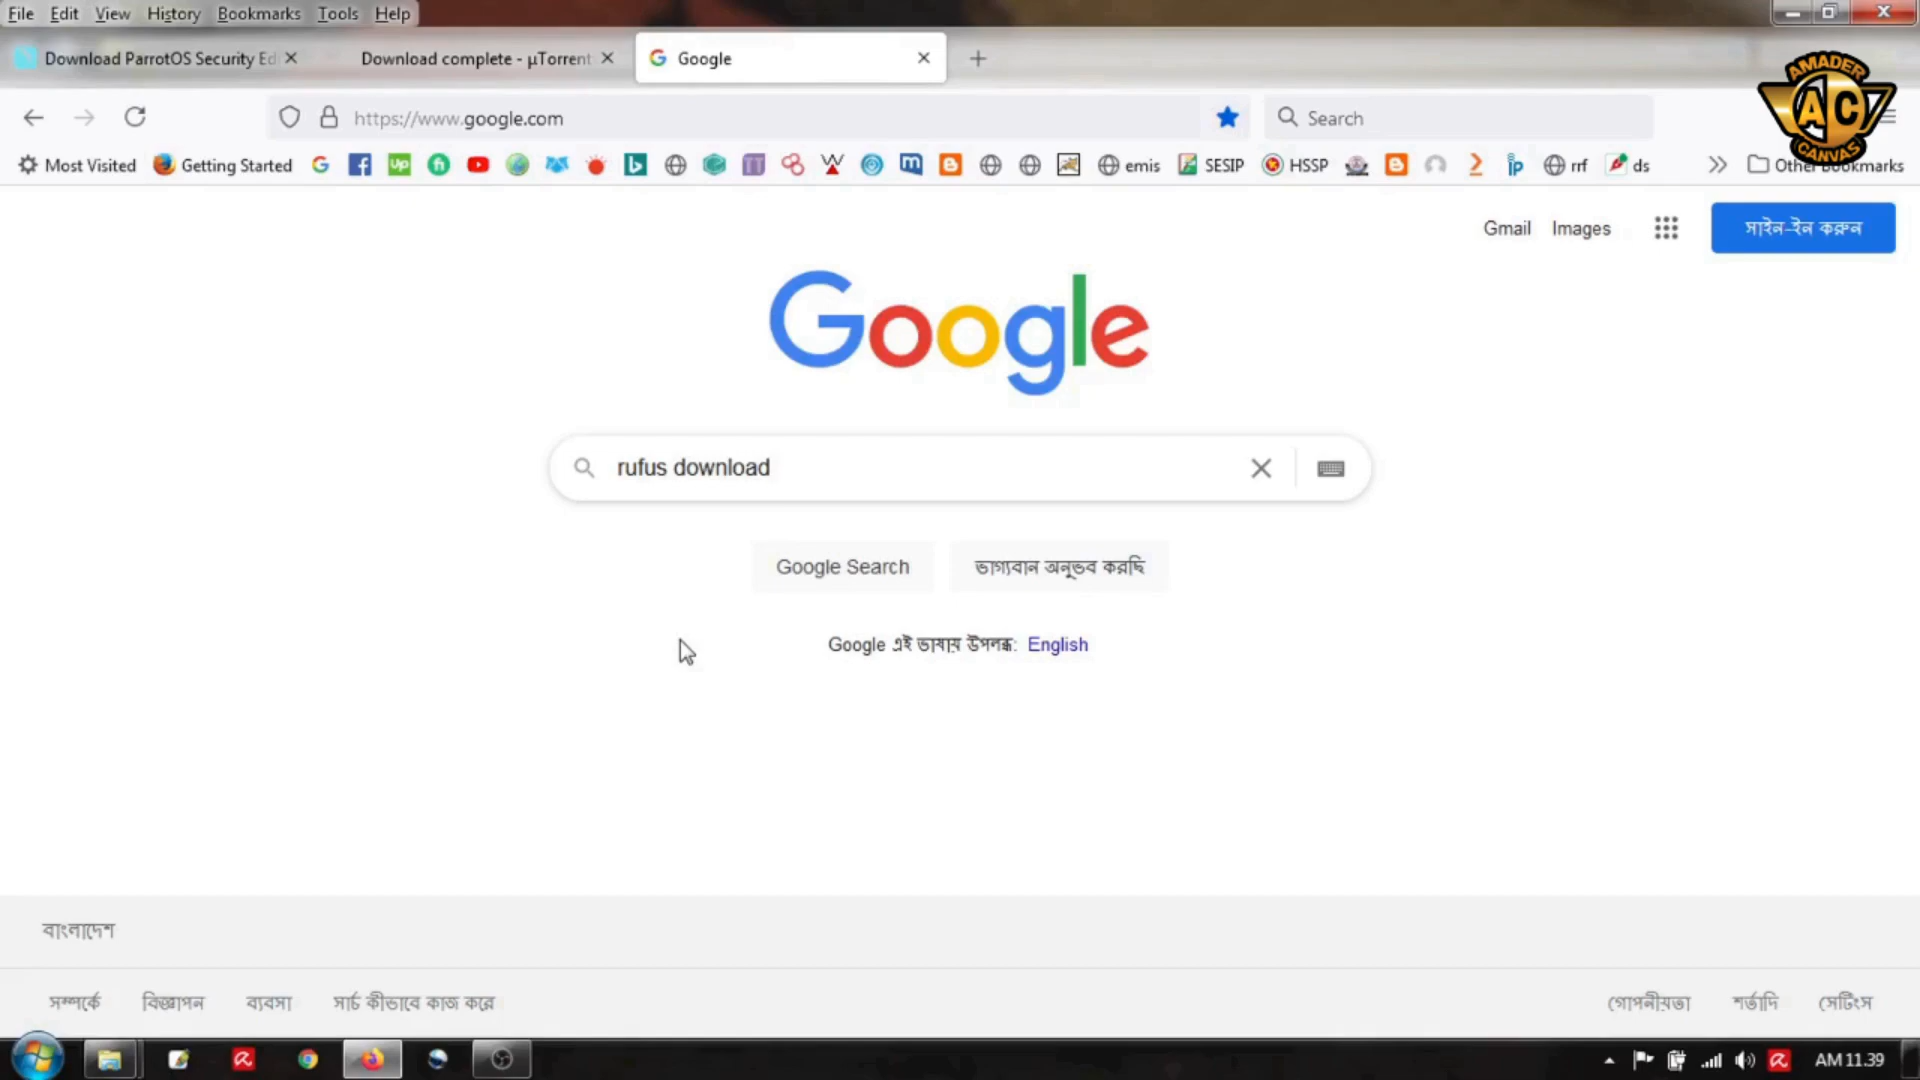 File Edit View History Bookmarks Tools Help
Download ParrotOS Security Ed
Download complete - µTorrent
Google
https://www.google.com
Search
AMADER
AC
CANVAS
Most Visited
Getting Started
emis
SESIP
HSSP
rrf
ds
Other Bookmarks
Gmail
Images
সাইন-ইন করুন
Google
rufus download
Google Search
ভাগ্যবান অনুভব করছি
Google এই ভাষায় উপলব্ধ: English
বাংলাদেশ
সম্পর্কে
বিজ্ঞাপন
ব্যবসা
সার্চ কীভাবে কাজ করে
গোপনীয়তা
শর্তাদি
সেটিংস
AM 11.39